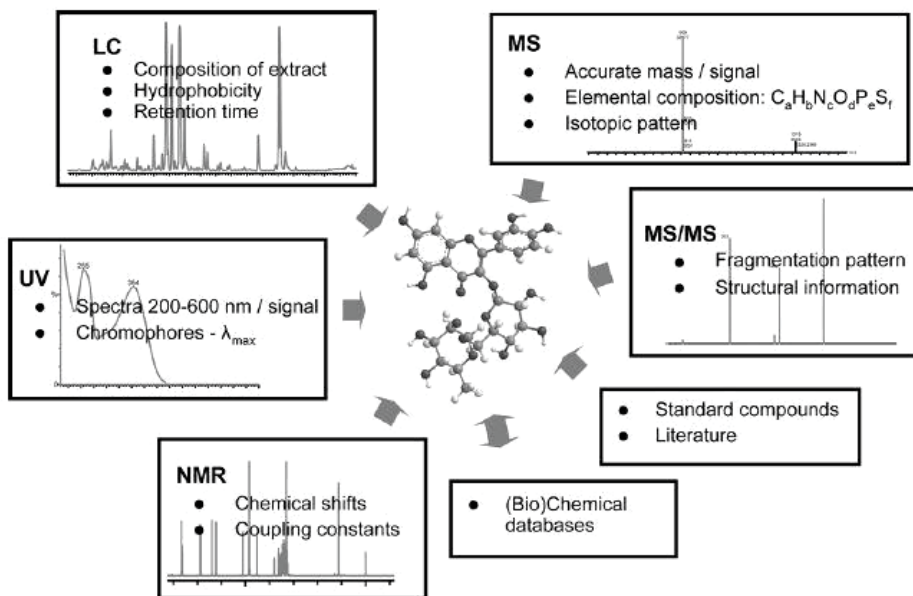 LC
● Composition of extract
● Hydrophobicity
● Retention time
MS
● Accurate mass / signal
● Elemental composition: CₐHbNcOdPeSf
● Isotopic pattern
UV
● Spectra 200-600 nm / signal
● Chromophores - λmax
MS/MS
● Fragmentation pattern
● Structural information
● Standard compounds
● Literature
NMR
● Chemical shifts
● Coupling constants
● (Bio)Chemical
databases